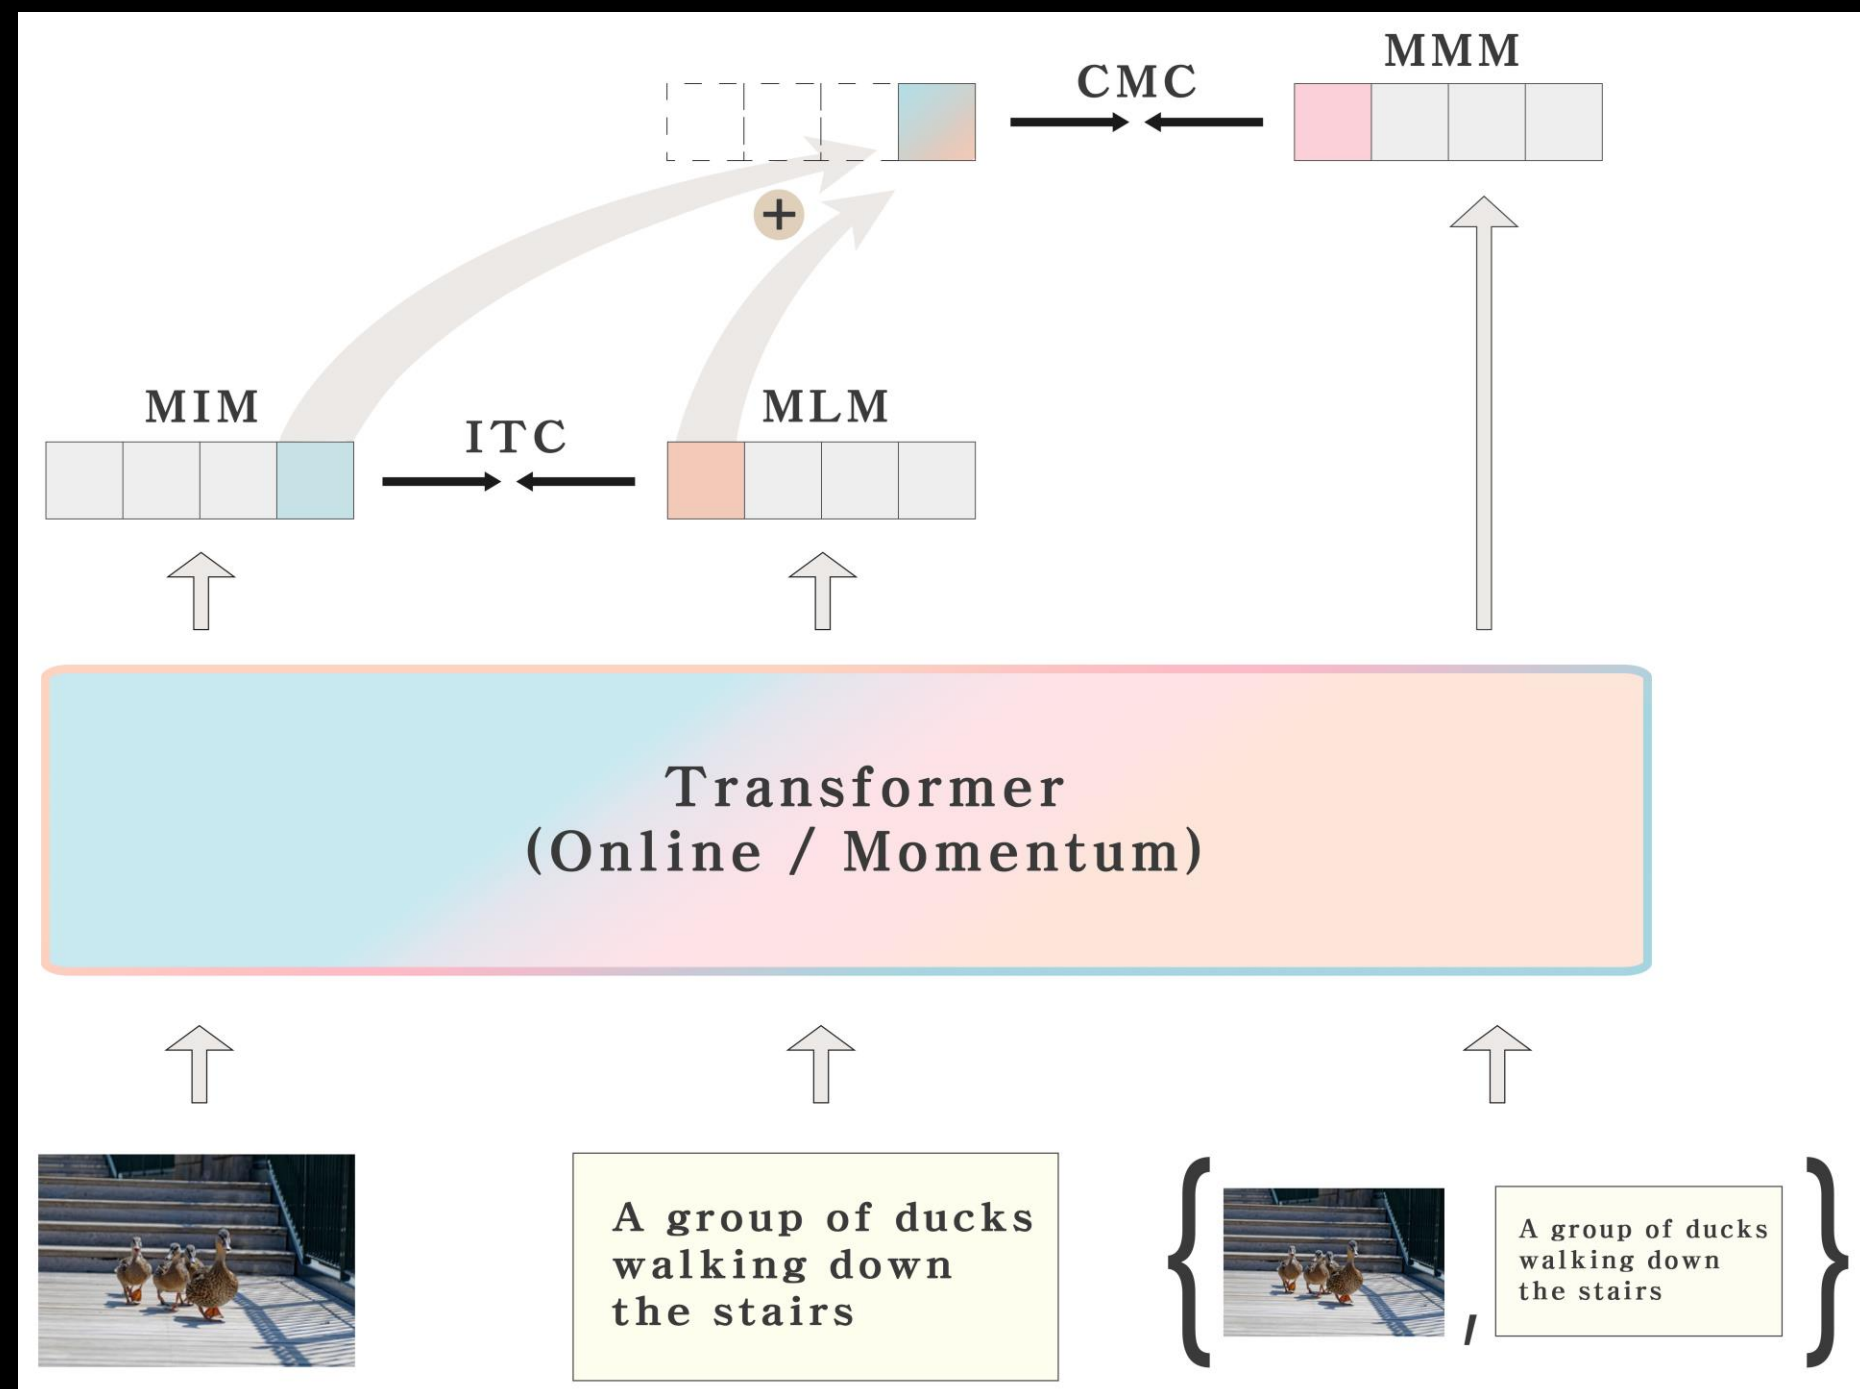 MMM
CMC
+
MIM
ITC
MLM
Transformer
(Online / Momentum)
A group of ducks
walking down
the stairs
{
,
A group of ducks
walking down
the stairs
}